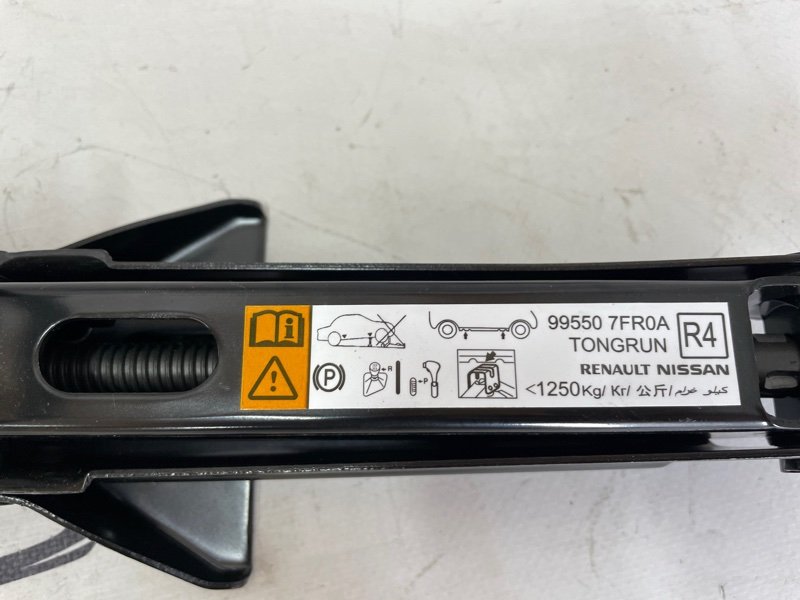 99550 7FR0A
TONGRUN
R4
RENAULT NISSAN
<1250Kg/ Kr/ 公斤/
P
R
P